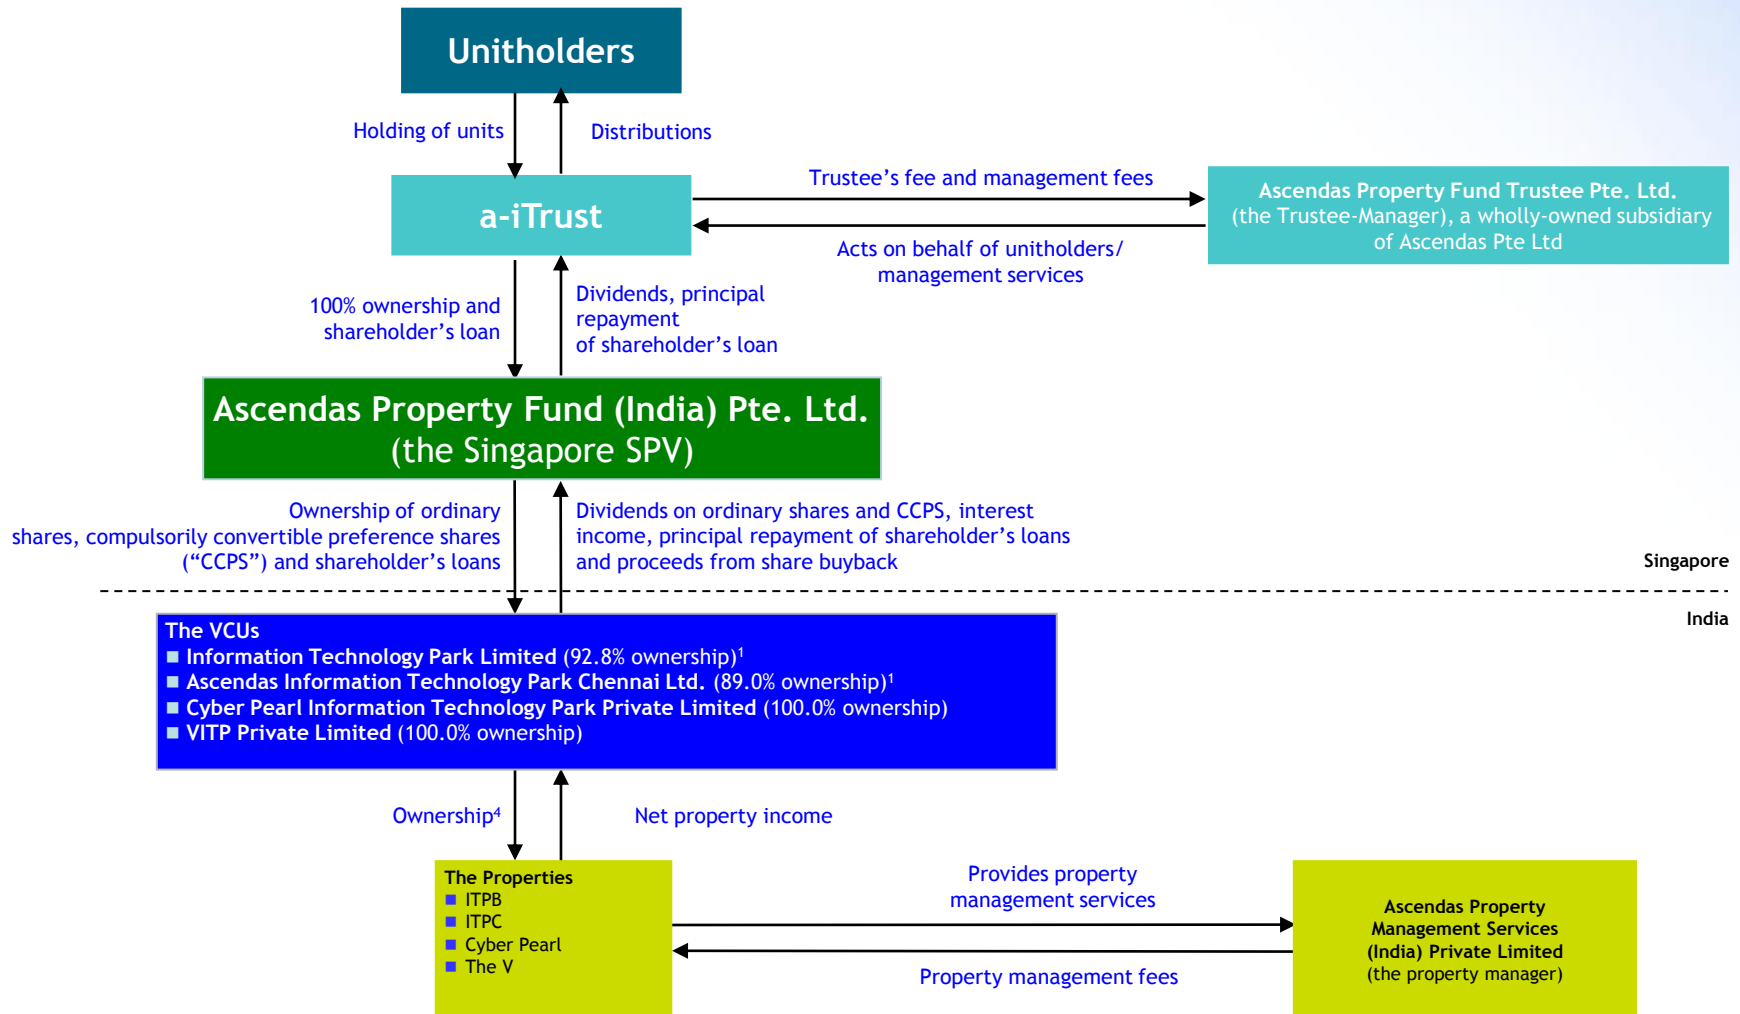 Unitholders
Holding of units
Distributions
a-iTrust
Trustee’s fee and management fees
Acts on behalf of unitholders/
management services
Ascendas Property Fund Trustee Pte. Ltd.
(the Trustee-Manager), a wholly-owned subsidiary
of Ascendas Pte Ltd
100% ownership and
shareholder’s loan
Dividends, principal
repayment
of shareholder’s loan
Ascendas Property Fund (India) Pte. Ltd.
(the Singapore SPV)
Ownership of ordinary
shares, compulsorily convertible preference shares
(“CCPS”) and shareholder’s loans
Dividends on ordinary shares and CCPS, interest
income, principal repayment of shareholder’s loans
and proceeds from share buyback
Singapore
India
The VCUs
Information Technology Park Limited (92.8% ownership)¹
Ascendas Information Technology Park Chennai Ltd. (89.0% ownership)¹
Cyber Pearl Information Technology Park Private Limited (100.0% ownership)
VITP Private Limited (100.0% ownership)
Ownership⁴
Net property income
The Properties
ITPB
ITPC
Cyber Pearl
The V
Provides property
management services
Property management fees
Ascendas Property
Management Services
(India) Private Limited
(the property manager)